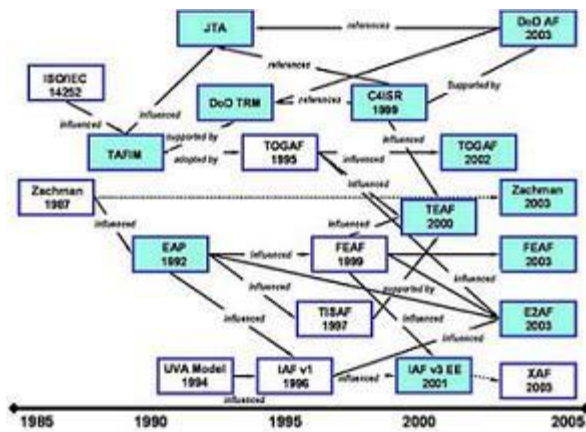 JTA
DoD AF
2003
references
ISO/IEC
14252
references
references
DoD TRM
references
C4ISR
1999
Supported by
influenced
influenced
supported by
TAFIM
adopted by
TOGAF
1995
influenced
TOGAF
2002
influenced
Zachman
1987
Zachman
2003
TEAF
2000
influenced
influenced
influenced
EAP
1992
influenced
FEAF
1999
FEAF
2003
influenced
influenced
supported by
TISAF
1997
E2AF
2003
influenced
influenced
influenced
UVA Model
1994
IAF v1
1996
influenced
IAF v3 EE
2001
XAF
2003
influenced
1985
1990
1995
2000
2005